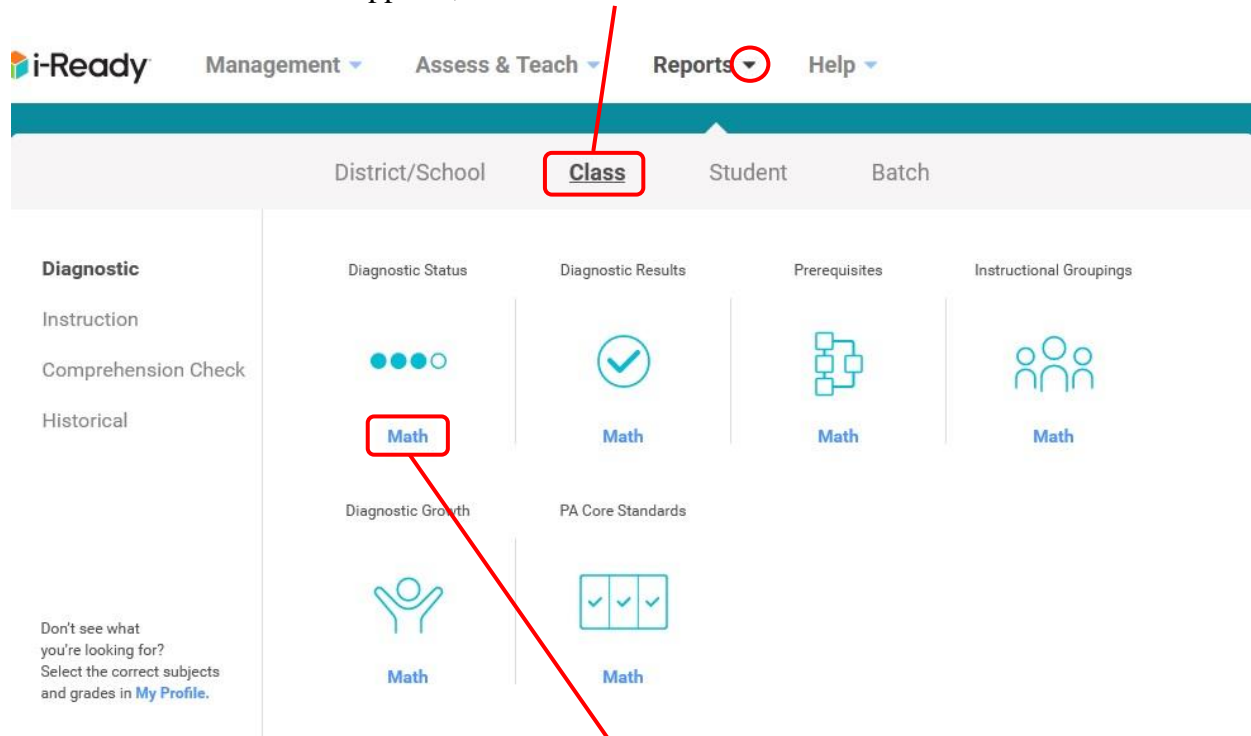 i-Ready Management Assess & Teach Reports Help
District/School Class Student Batch
Diagnostic
Instruction
Comprehension Check
Historical
Diagnostic Status Diagnostic Results Prerequisites Instructional Groupings
Math Math Math Math
Diagnostic Growth PA Core Standards
Math Math
Don't see what
you're looking for?
Select the correct subjects
and grades in My Profile.